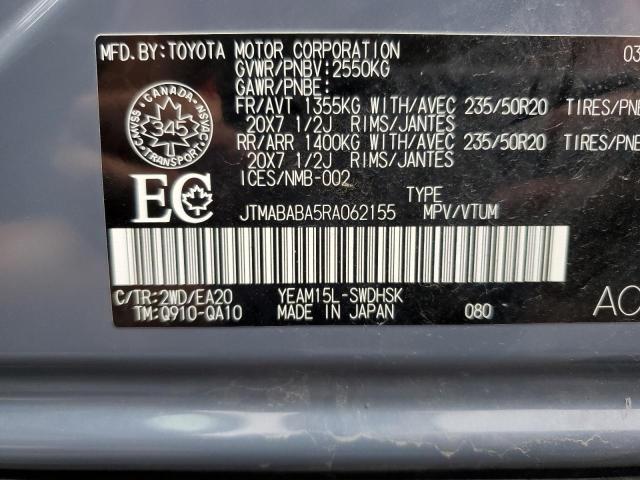 MFD. BY: TOYOTA MOTOR CORPORATION 03
GVWR/PNBV: 2550KG
GAWR/PNBE:
FR/AVT 1355KG WITH/AVEC 235/50R20 TIRES/PNE
20X7 1/2J RIMS/JANTES
RR/ARR 1400KG WITH/AVEC 235/50R20 TIRES/PNE
20X7 1/2J RIMS/JANTES
ICES/NMB-002
CANADA
CMVSS NSVAC
345
TRANSPORT
EC
TYPE
JTMABABA5RA062155 MPV/VTUM
C/TR: 2WD/EA20 YEAM15L-SWDHSK
TM: Q910-QA10 MADE IN JAPAN 080 AC